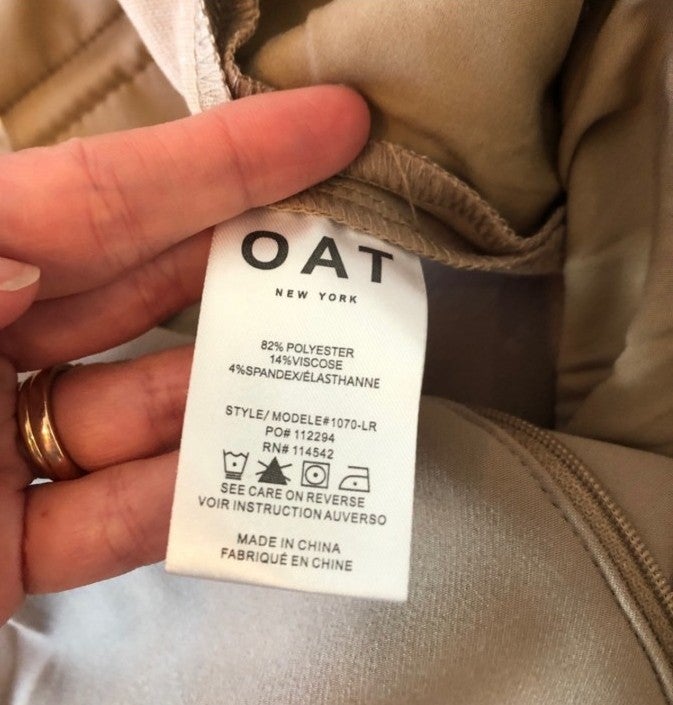 OAT
NEW YORK
82% POLYESTER
14%VISCOSE
4%SPANDEX/ÉLASTHANNE
STYLE/ MODELE#1070-LR
PO# 112294
RN# 114542
SEE CARE ON REVERSE
VOIR INSTRUCTION AUVERSO
MADE IN CHINA
FABRIQUÉ EN CHINE